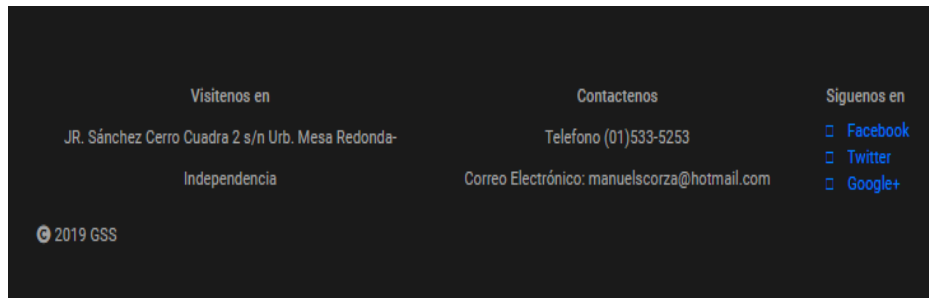 Visitenos en
JR. Sánchez Cerro Cuadra 2 s/n Urb. Mesa Redonda-
Independencia
Contactenos
Telefono (01)533-5253
Correo Electrónico: manuelscorza@hotmail.com
Siguenos en
Facebook
Twitter
Google+
© 2019 GSS